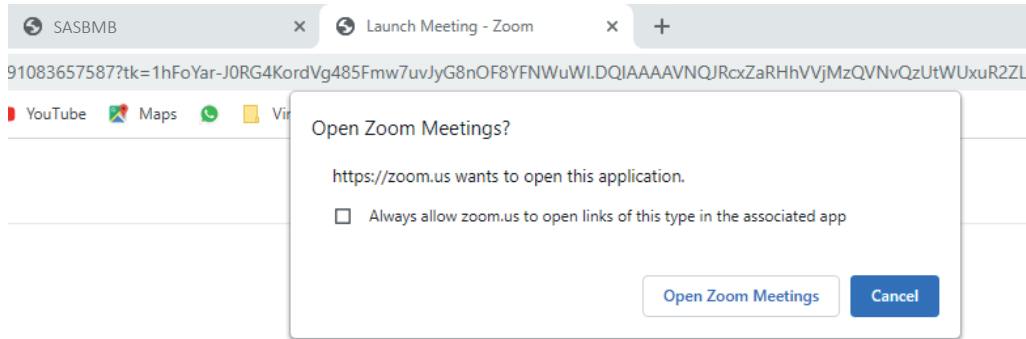 SASBMB
Launch Meeting - Zoom
91083657587?tk=1hFoYar-J0RG4KordVg485Fmw7uvJyG8nOF8YFNWuWI.DQIAAAAVNQJRcxZaRHhVVjMzQVNvQzUtWUxuR2ZL
YouTube Maps Vir
Open Zoom Meetings?
https://zoom.us wants to open this application.
Always allow zoom.us to open links of this type in the associated app
Open Zoom Meetings Cancel